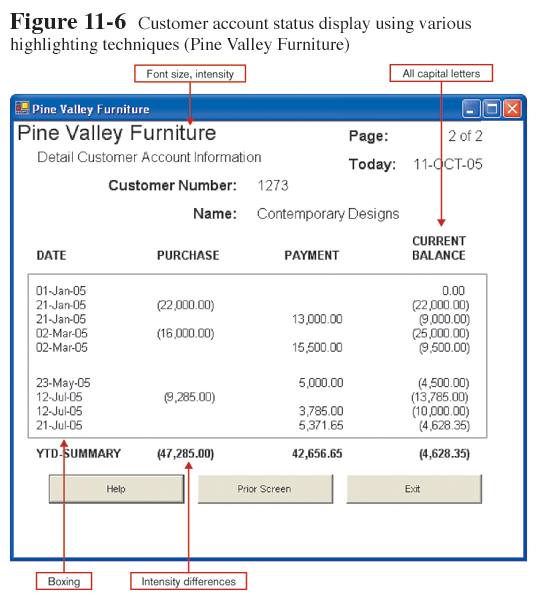 Figure 11-6 Customer account status display using various
highlighting techniques (Pine Valley Furniture)
Font size, intensity
All capital letters
Pine Valley Furniture
Pine Valley Furniture
Page: 2 of 2
Detail Customer Account Information
Today: 11-OCT-05
Customer Number: 1273
Name: Contemporary Designs
DATE PURCHASE PAYMENT CURRENT BALANCE
01-Jan-05 0.00
21-Jan-05 (22,000.00) (22,000.00)
21-Jan-05 13,000.00 (9,000.00)
02-Mar-05 (16,000.00) (25,000.00)
02-Mar-05 15,500.00 (9,500.00)
23-May-05 5,000.00 (4,500.00)
12-Jul-05 (9,285.00) (13,785.00)
12-Jul-05 3,785.00 (10,000.00)
21-Jul-05 5,371.65 (4,628.35)
YTD-SUMMARY (47,285.00) 42,656.65 (4,628.35)
Help Prior Screen Exit
Boxing
Intensity differences